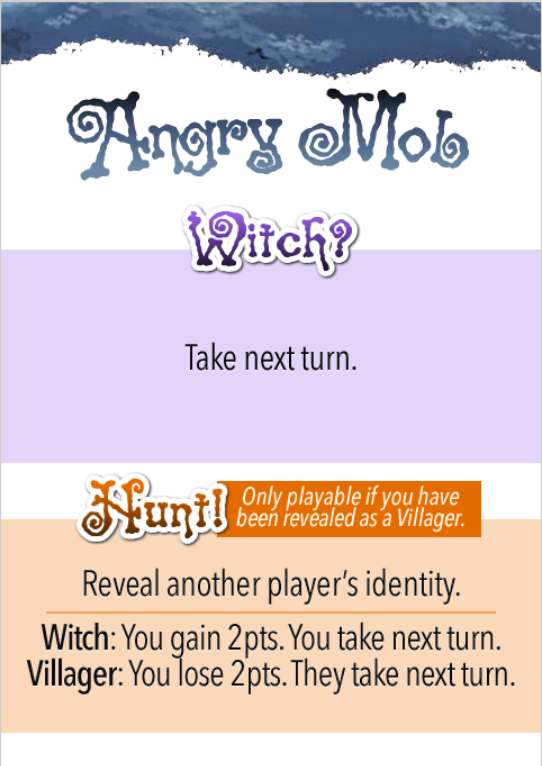 Angry Mob
Witch?
Take next turn.
Hunt!
Only playable if you have
been revealed as a Villager.
Reveal another player's identity.
Witch: You gain 2pts. You take next turn.
Villager: You lose 2pts. They take next turn.